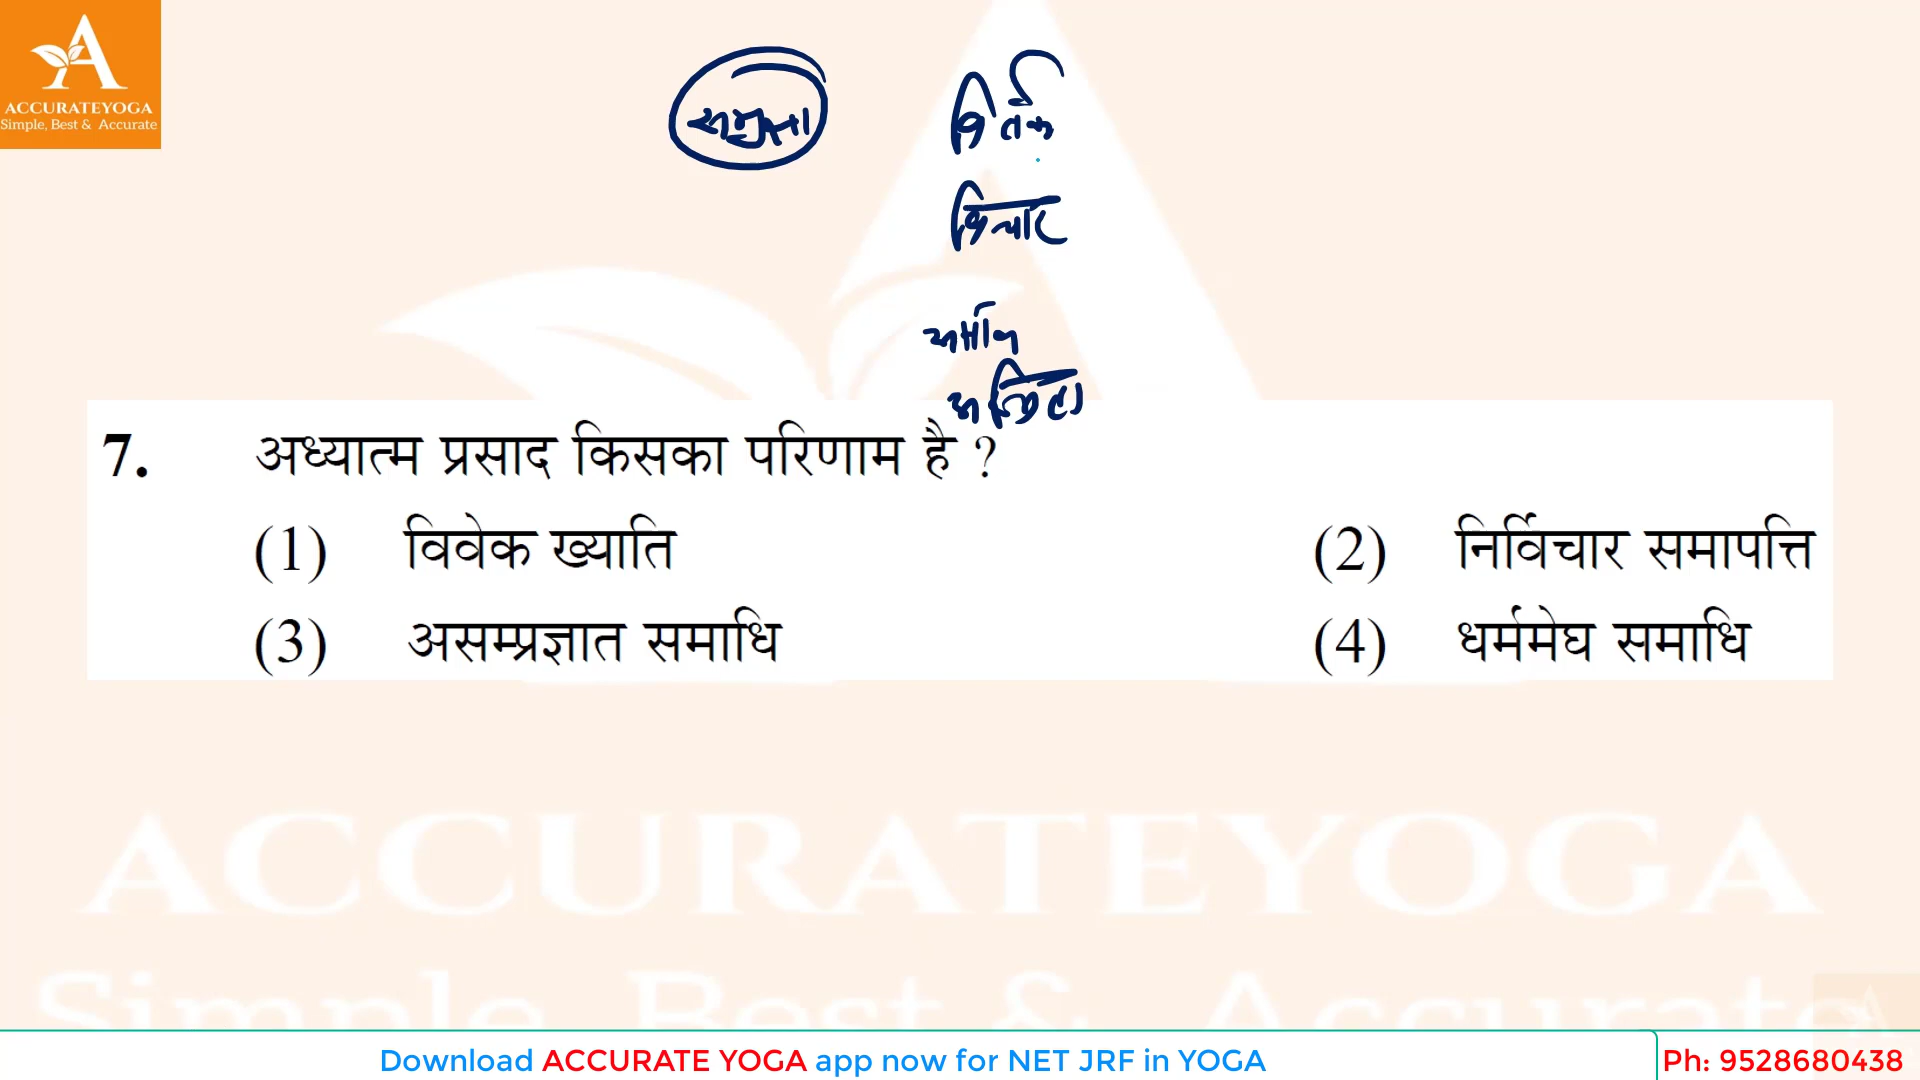 ACCURATEYOGA
Simple, Best & Accurate
वितर्क
विचार
7. अध्यात्म प्रसाद किसका परिणाम है ?
(1) विवेक ख्याति (2) निर्विचार समापत्ति
(3) असम्प्रज्ञात समाधि (4) धर्ममेघ समाधि
ACCURATEYOGA
Simple, Best & Accurate
Download ACCURATE YOGA app now for NET JRF in YOGA
Ph: 9528680438